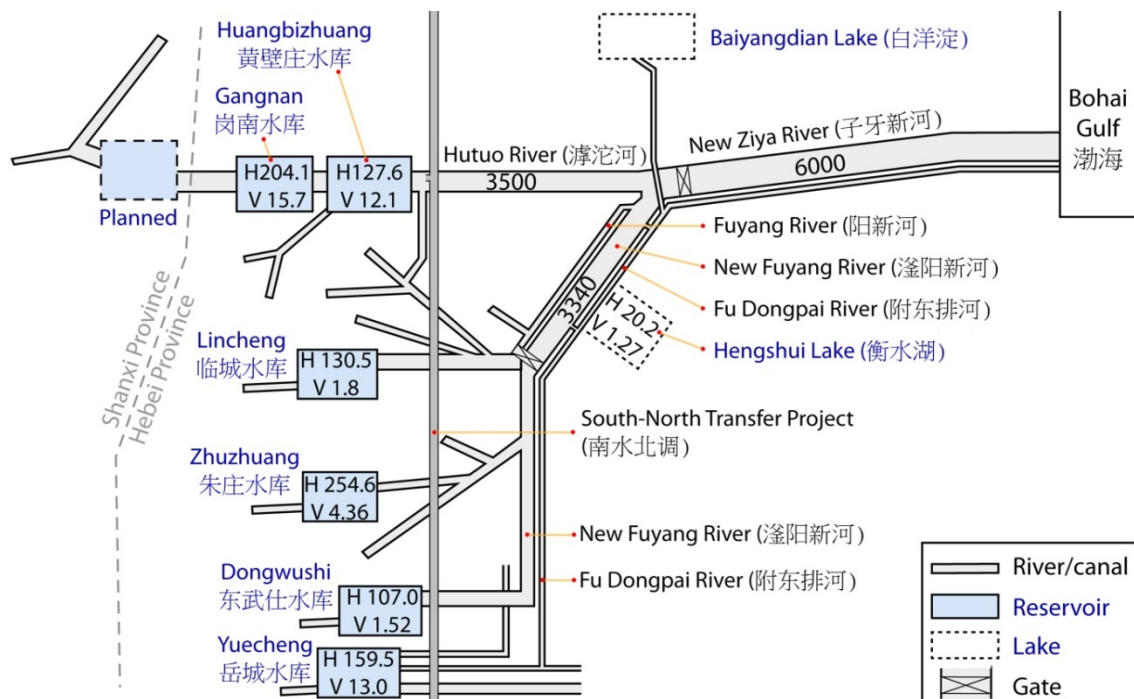 Huangbizhuang
黄壁庄水库
Gangnan
岗南水库
H204.1
V 15.7
H127.6
V 12.1
Planned
Hutuo River (滹沱河)
3500
Baiyangdian Lake (白洋淀)
New Ziya River (子牙新河)
6000
Bohai
Gulf
渤海
Fuyang River (阳新河)
New Fuyang River (滏阳新河)
Fu Dongpai River (附东排河)
Hengshui Lake (衡水湖)
3340
H 20.2
V 1.27
Shanxi Province
Hebei Province
Lincheng
临城水库
H 130.5
V 1.8
South-North Transfer Project
(南水北调)
Zhuzhuang
朱庄水库
H 254.6
V 4.36
New Fuyang River (滏阳新河)
Fu Dongpai River (附东排河)
Dongwushi
东武仕水库
H 107.0
V 1.52
Yuecheng
岳城水库
H 159.5
V 13.0
River/canal
Reservoir
Lake
Gate